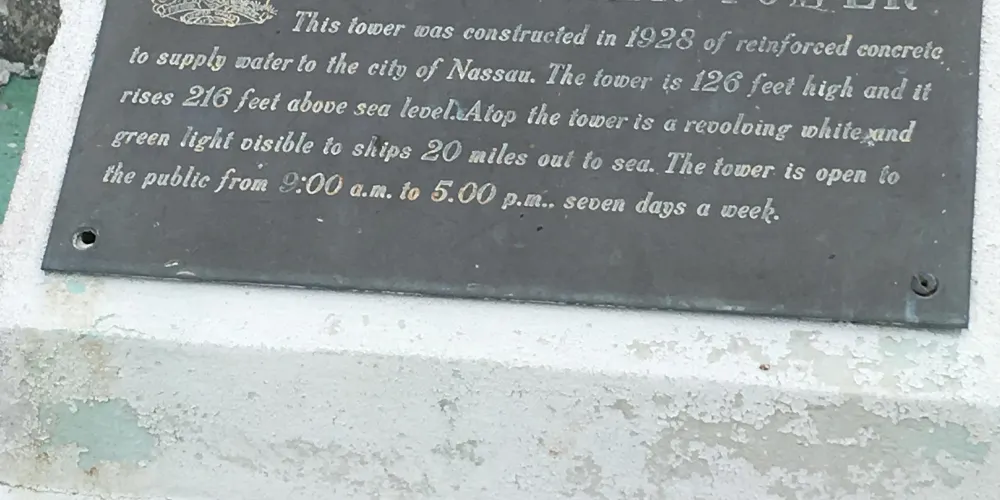 This tower was constructed in 1928 of reinforced concrete
to supply water to the city of Nassau. The tower is 126 feet high and it
rises 216 feet above sea level. Atop the tower is a revolving white and
green light visible to ships 20 miles out to sea. The tower is open to
the public from 9:00 a.m. to 5.00 p.m.. seven days a week.